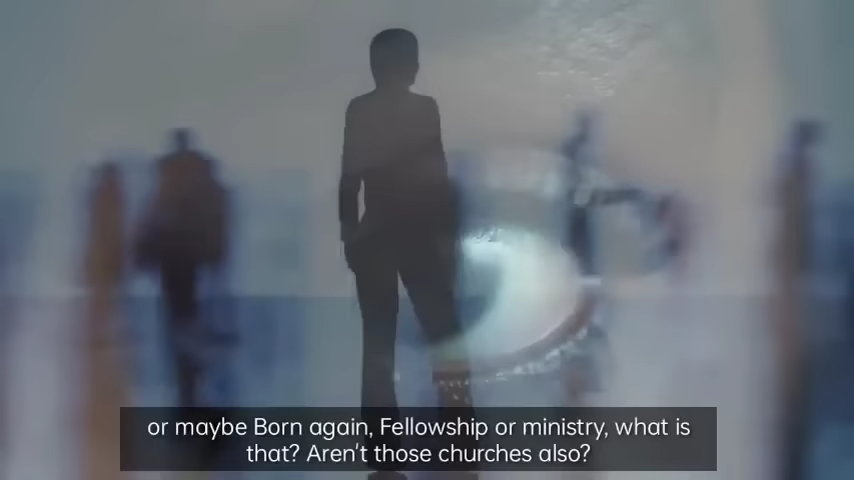 or maybe Born again, Fellowship or ministry, what is
that? Aren't those churches also?